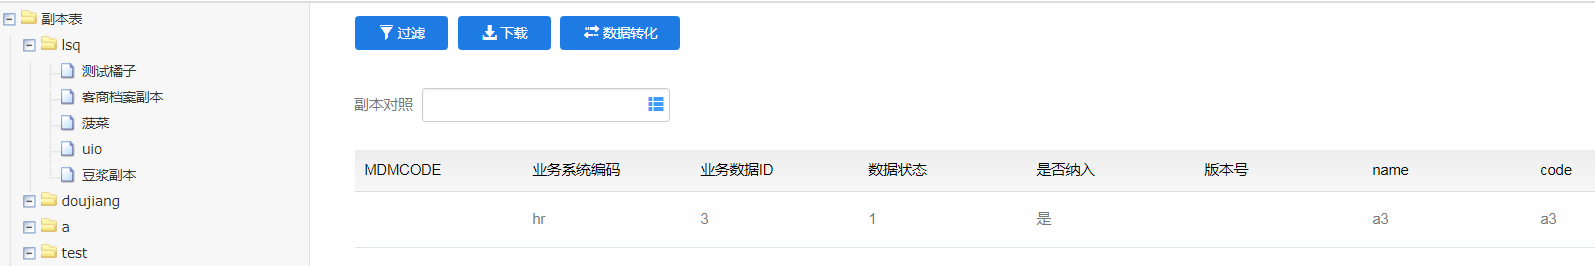 副本表
lsq
测试橘子
客商档案副本
菠菜
uio
豆浆副本
doujiang
a
test
过滤 下载 数据转化
副本对照
MDMCODE 业务系统编码 业务数据ID 数据状态 是否纳入 版本号 name code
hr 3 1 是 a3 a3